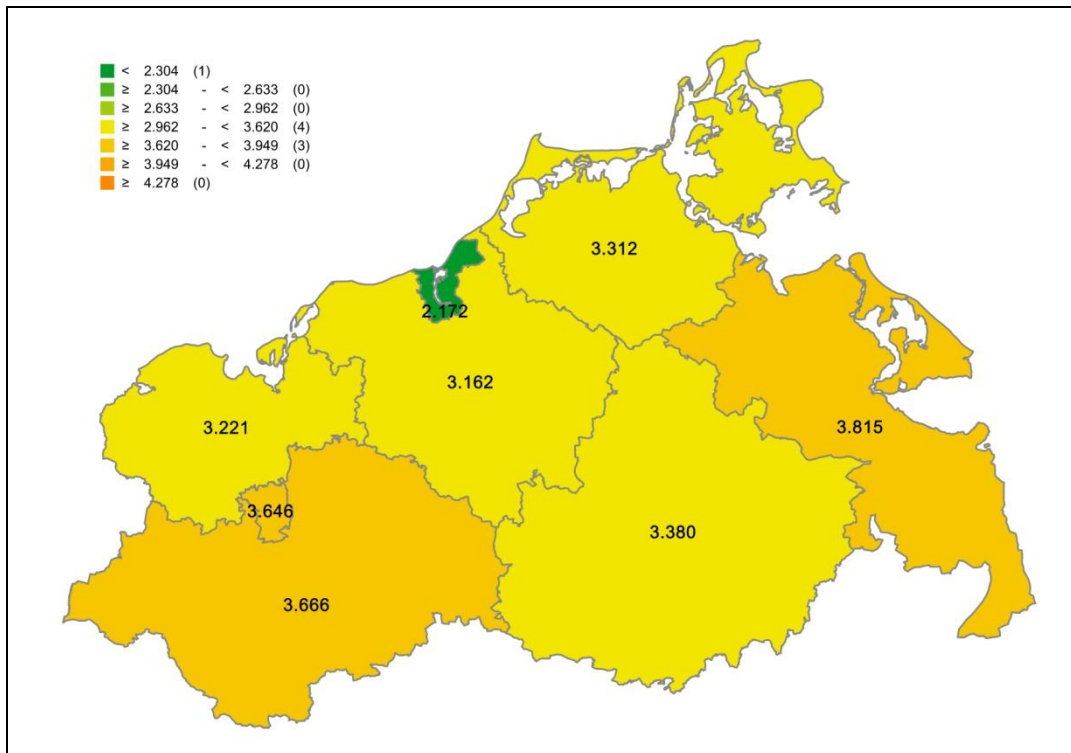 < 2.304 (1)
≥ 2.304 - < 2.633 (0)
≥ 2.633 - < 2.962 (0)
≥ 2.962 - < 3.620 (4)
≥ 3.620 - < 3.949 (3)
≥ 3.949 - < 4.278 (0)
≥ 4.278 (0)
3.312
2.172
3.162
3.221
3.815
3.646
3.380
3.666